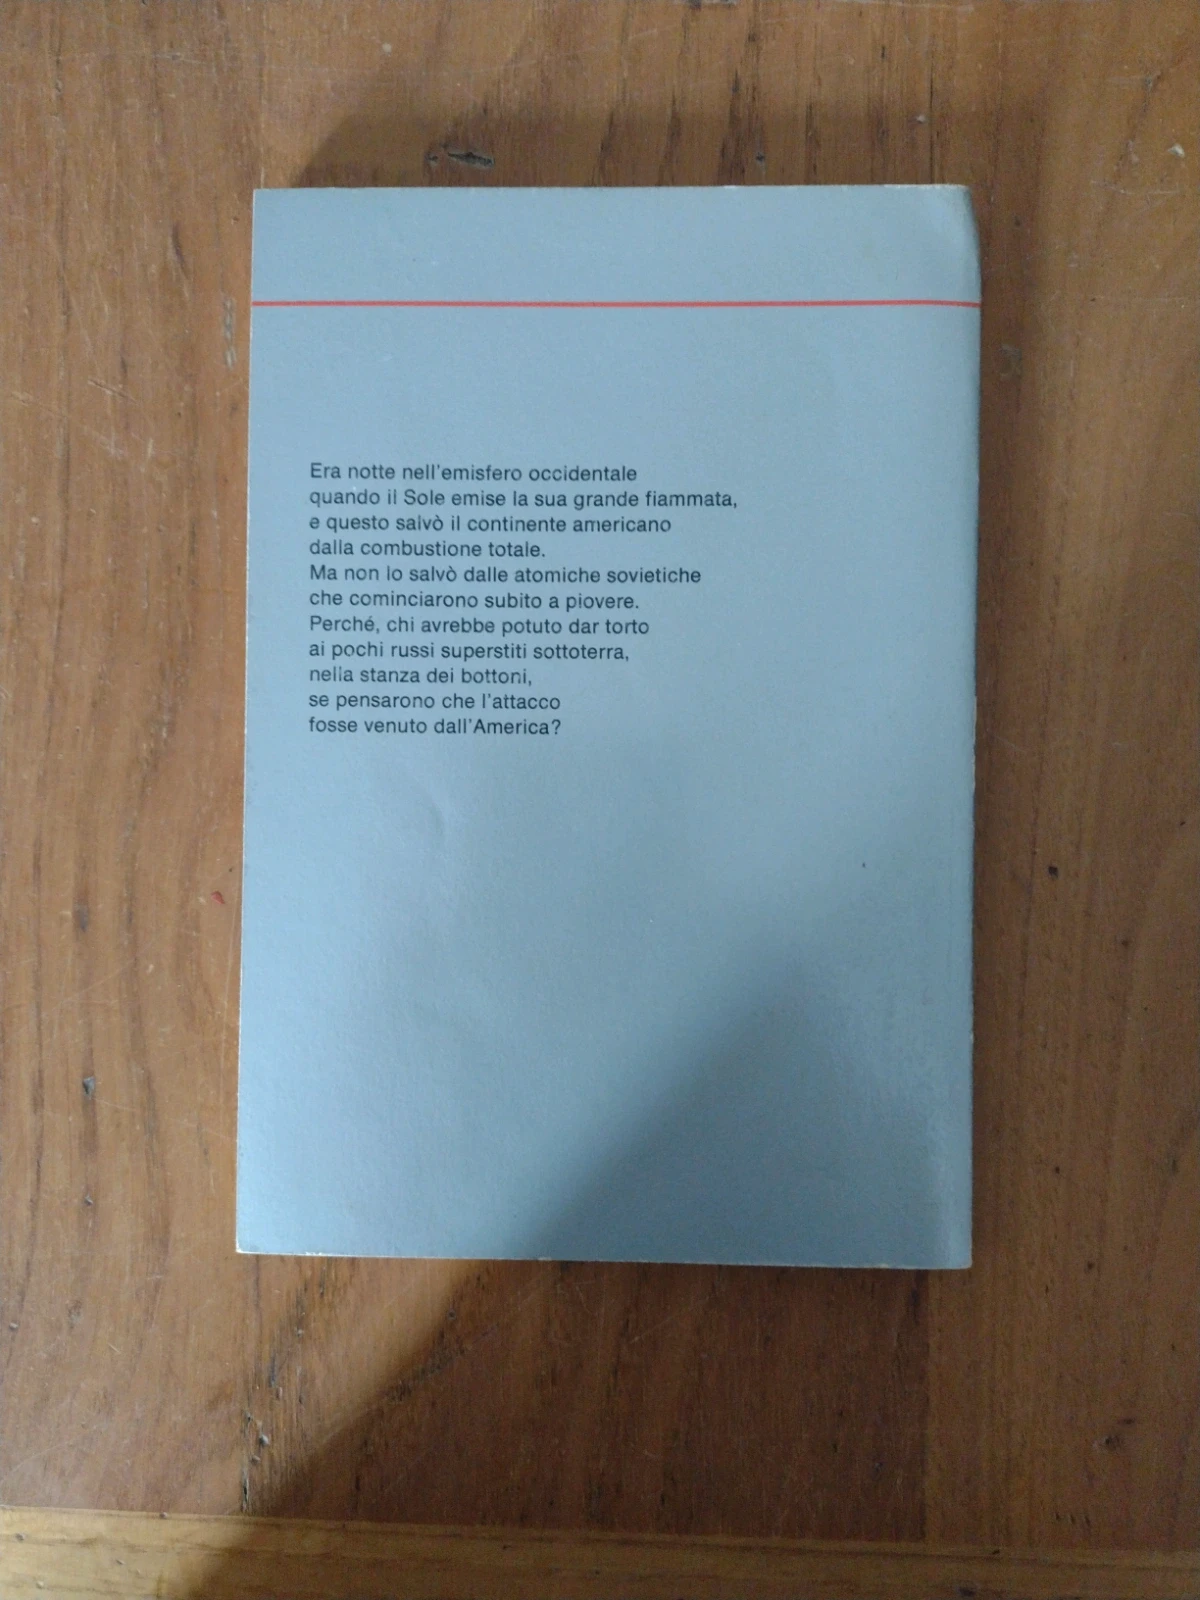 Era notte nell'emisfero occidentale
quando il Sole emise la sua grande fiammata,
e questo salvò il continente americano
dalla combustione totale.
Ma non lo salvò dalle atomiche sovietiche
che cominciarono subito a piovere.
Perché, chi avrebbe potuto dar torto
ai pochi russi superstiti sottoterra,
nella stanza dei bottoni,
se pensarono che l'attacco
fosse venuto dall'America?